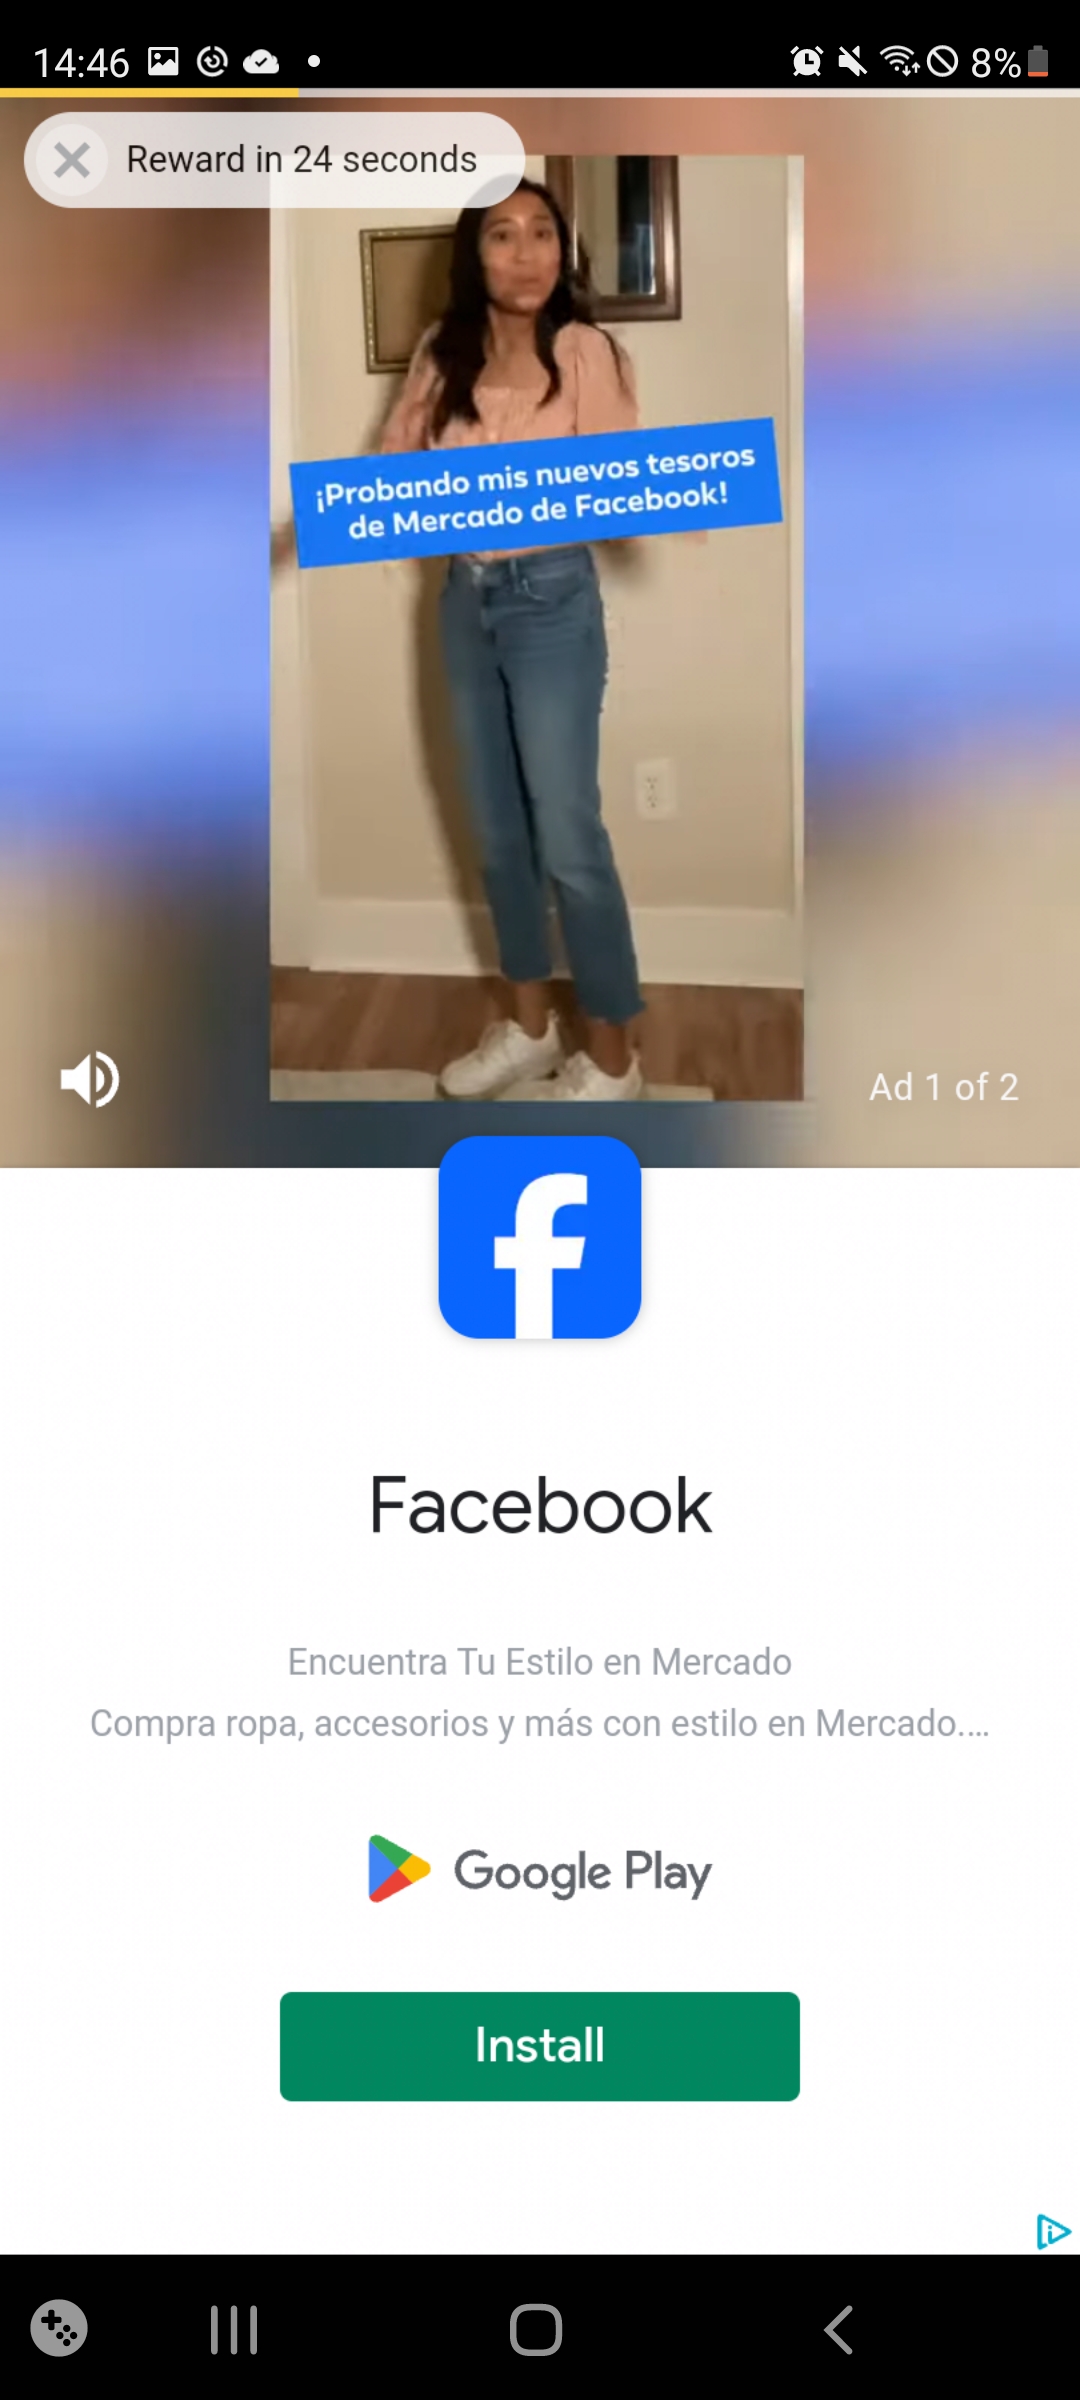 14:46
8%
Reward in 24 seconds
¡Probando mis nuevos tesoros
de Mercado de Facebook!
Ad 1 of 2
Facebook
Encuentra Tu Estilo en Mercado
Compra ropa, accesorios y más con estilo en Mercado....
Google Play
Install